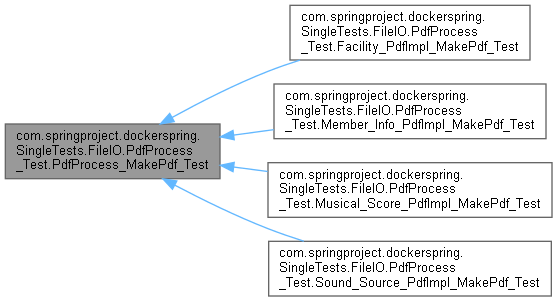 com.springproject.dockerspring.
SingleTests.FileIO.PdfProcess
_Test.PdfProcess_MakePdf_Test
com.springproject.dockerspring.
SingleTests.FileIO.PdfProcess
_Test.Facility_PdfImpl_MakePdf_Test
com.springproject.dockerspring.
SingleTests.FileIO.PdfProcess
_Test.Member_Info_PdfImpl_MakePdf_Test
com.springproject.dockerspring.
SingleTests.FileIO.PdfProcess
_Test.Musical_Score_PdfImpl_MakePdf_Test
com.springproject.dockerspring.
SingleTests.FileIO.PdfProcess
_Test.Sound_Source_PdfImpl_MakePdf_Test